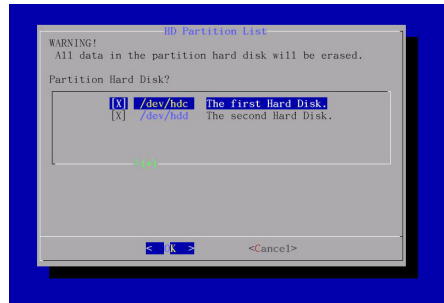 HD Partition List
WARNING!
All data in the partition hard disk will be erased.
Partition Hard Disk?
[X] /dev/hdc The first Hard Disk.
[X] /dev/hdd The second Hard Disk.
< OK > <Cancel>